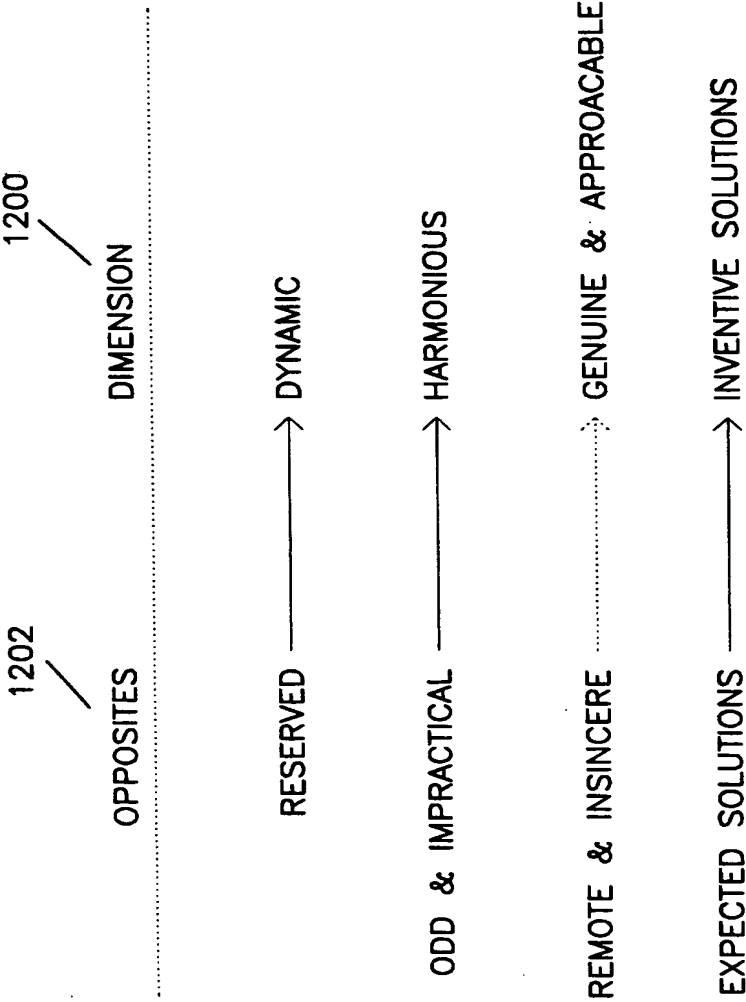 1202 1200
OPPOSITES DIMENSION
RESERVED DYNAMIC
ODD & IMPRACTICAL HARMONIOUS
REMOTE & INSINCERE GENUINE & APPROACABLE
EXPECTED SOLUTIONS INVENTIVE SOLUTIONS